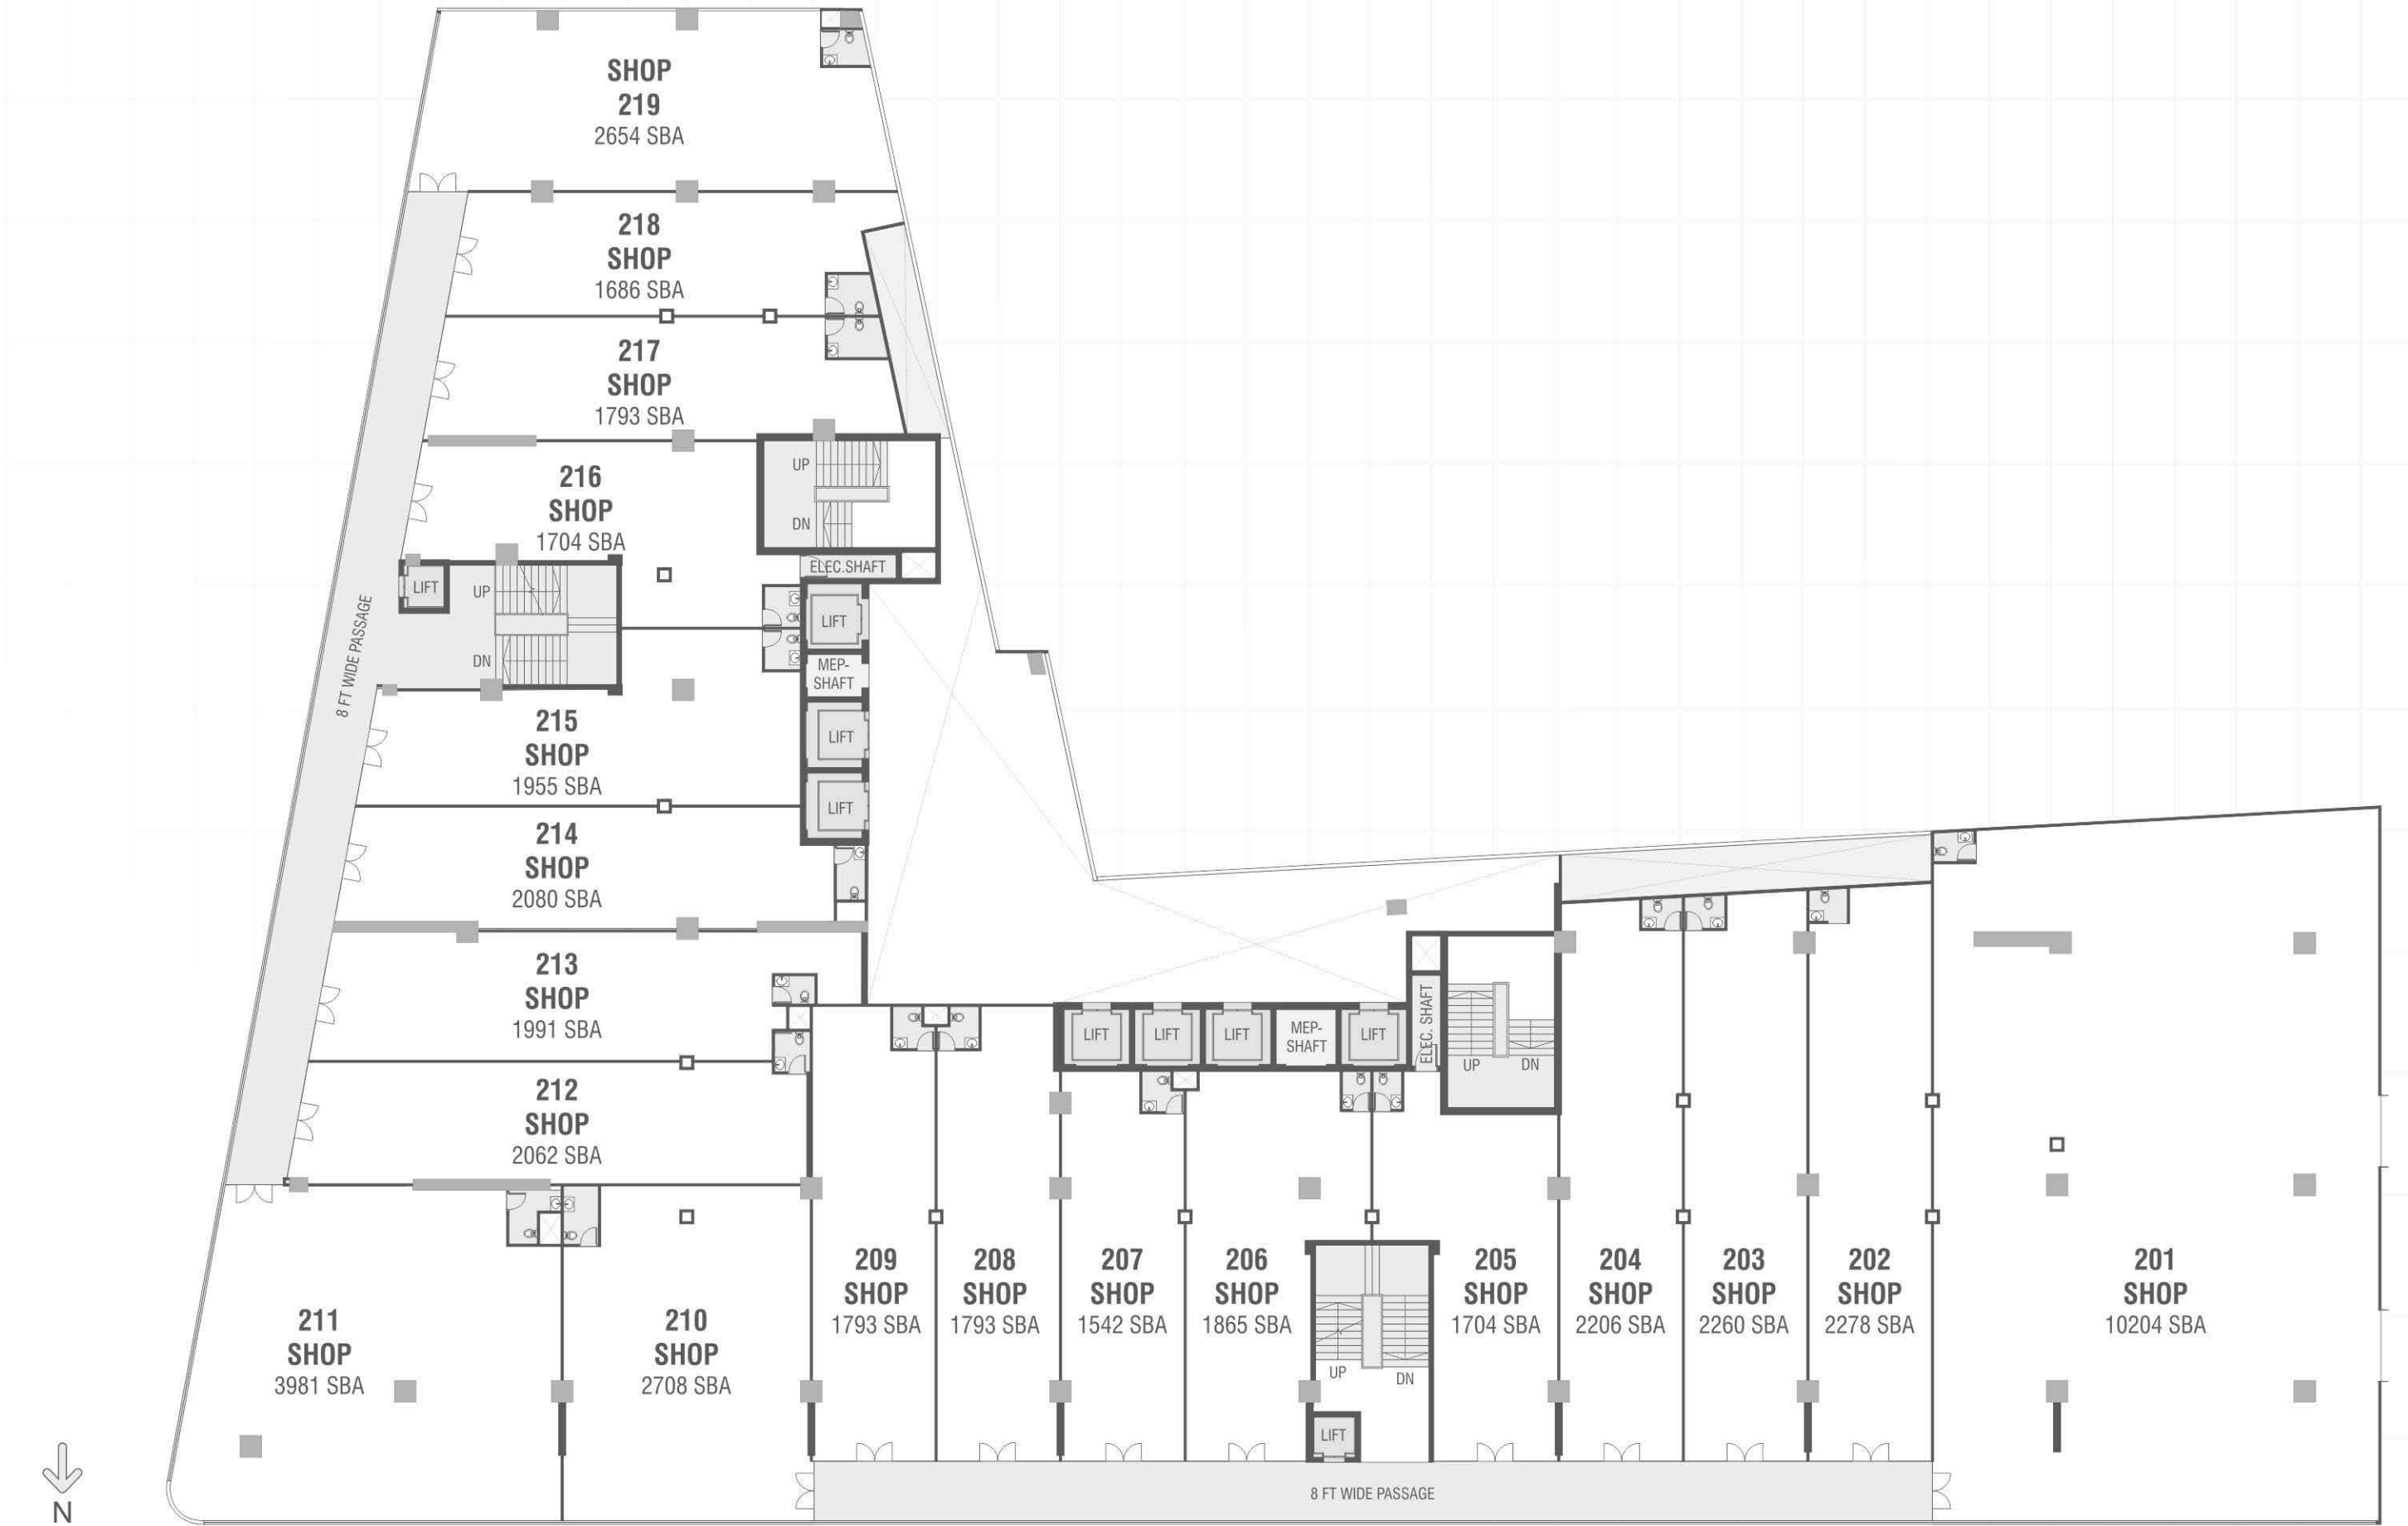 SHOP
219
2654 SBA
218
SHOP
1686 SBA
217
SHOP
1793 SBA
216
SHOP
1704 SBA
UP
DN
ELEC.SHAFT
LIFT
UP
DN
LIFT
MEP-
SHAFT
LIFT
LIFT
8 FT WIDE PASSAGE
215
SHOP
1955 SBA
214
SHOP
2080 SBA
213
SHOP
1991 SBA
212
SHOP
2062 SBA
LIFT
LIFT
LIFT
MEP-
SHAFT
LIFT
ELEC. SHAFT
UP
DN
211
SHOP
3981 SBA
210
SHOP
2708 SBA
209
SHOP
1793 SBA
208
SHOP
1793 SBA
207
SHOP
1542 SBA
206
SHOP
1865 SBA
UP
DN
LIFT
205
SHOP
1704 SBA
204
SHOP
2206 SBA
203
SHOP
2260 SBA
202
SHOP
2278 SBA
201
SHOP
10204 SBA
8 FT WIDE PASSAGE
N